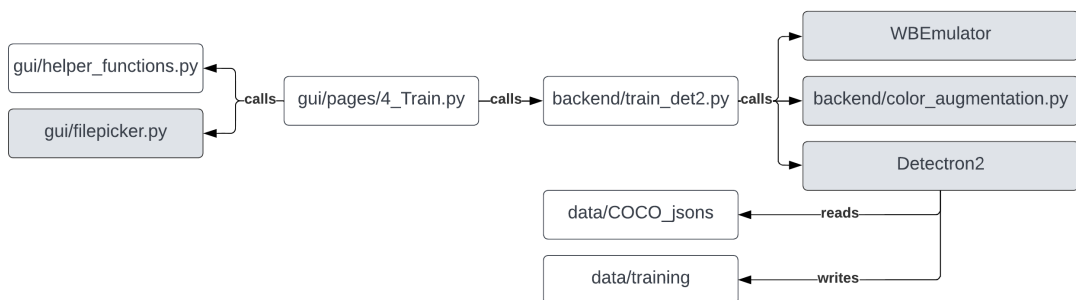 WBEmulator
gui/helper_functions.py
calls
gui/pages/4_Train.py
calls
backend/train_det2.py
calls
backend/color_augmentation.py
gui/filepicker.py
Detectron2
data/COCO_jsons
reads
data/training
writes